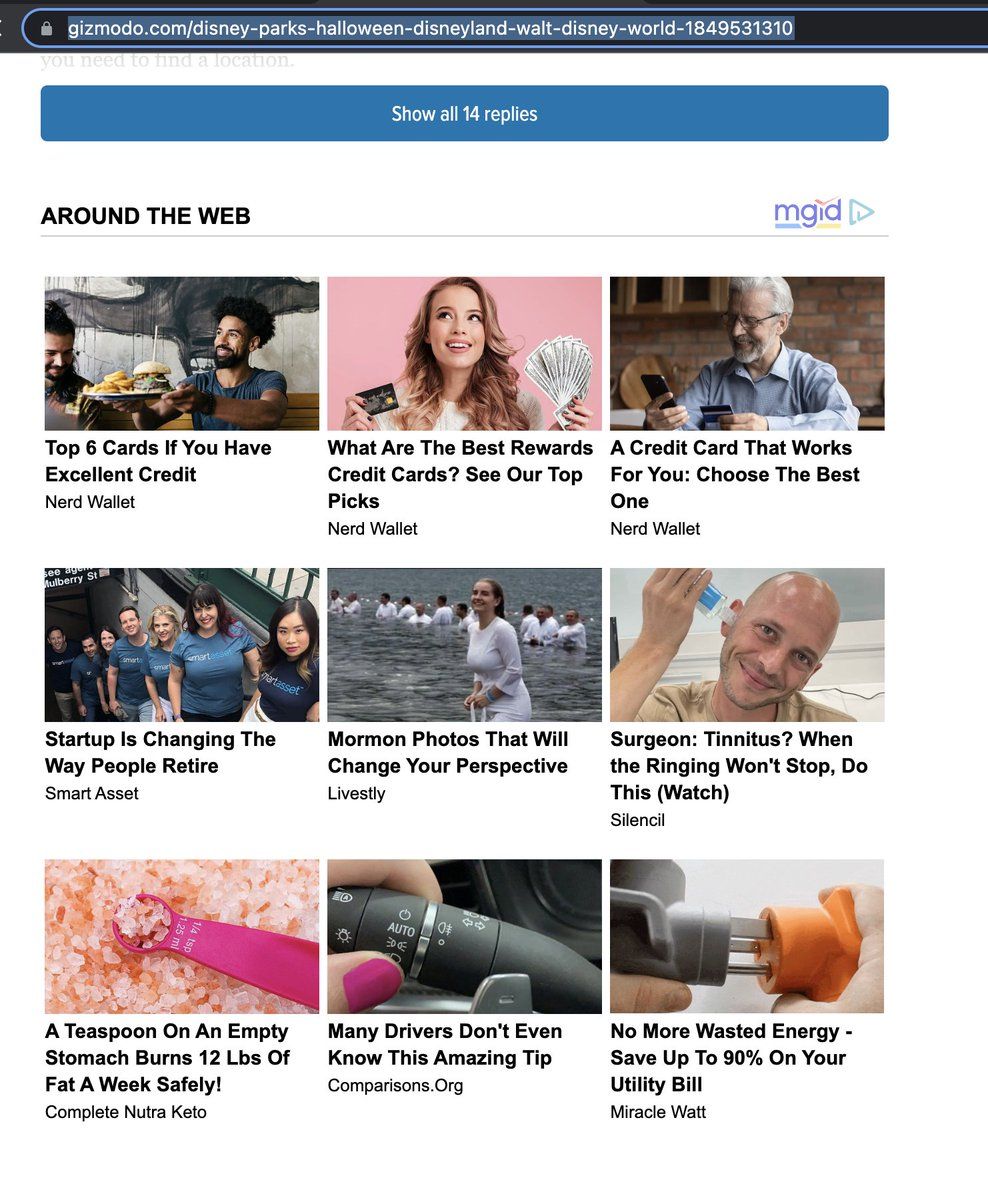 gizmodo.com/disney-parks-halloween-disneyland-walt-disney-world-1849531310
you need to find a location.
Show all 14 replies
AROUND THE WEB
mgid
Top 6 Cards If You Have
Excellent Credit
Nerd Wallet
What Are The Best Rewards
Credit Cards? See Our Top
Picks
Nerd Wallet
A Credit Card That Works
For You: Choose The Best
One
Nerd Wallet
see agent
Mulberry St
smartasset
smartasset
Startup Is Changing The
Way People Retire
Smart Asset
Mormon Photos That Will
Change Your Perspective
Livestly
Surgeon: Tinnitus? When
the Ringing Won't Stop, Do
This (Watch)
Silencil
1/4 tsp
1.25 ml
A Teaspoon On An Empty
Stomach Burns 12 Lbs Of
Fat A Week Safely!
Complete Nutra Keto
AUTO
Many Drivers Don't Even
Know This Amazing Tip
Comparisons.Org
No More Wasted Energy -
Save Up To 90% On Your
Utility Bill
Miracle Watt